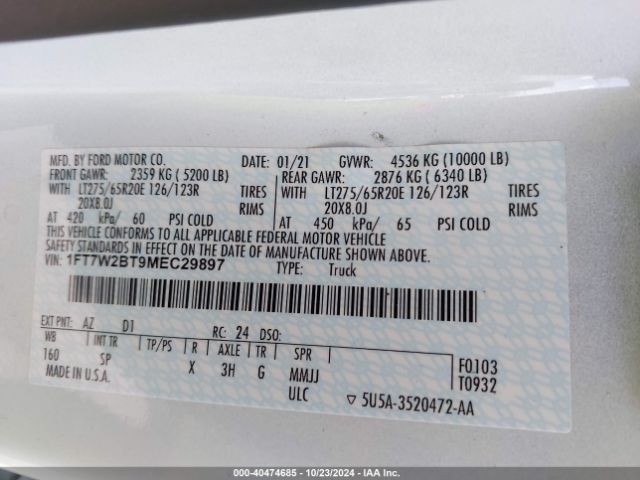 MFD. BY FORD MOTOR CO. DATE: 01/21 GVWR: 4536 KG (10000 LB)
FRONT GAWR: 2359 KG ( 5200 LB) REAR GAWR: 2876 KG ( 6340 LB)
WITH LT275/65R20E 126/123R TIRES WITH LT275/65R20E 126/123R TIRES
20X8.0J RIMS 20X8.0J RIMS
AT 420 kPa/ 60 PSI COLD AT 450 kPa/ 65 PSI COLD
THIS VEHICLE CONFORMS TO ALL APPLICABLE FEDERAL MOTOR VEHICLE
SAFETY STANDARDS IN EFFECT ON THE DATE OF MANUFACTURE SHOWN ABOVE.
VIN: 1FT7W2BT9MEC29897 TYPE: Truck
EXT PNT: AZ D1 RC: 24 DSO:
WB INT TR TP/PS R AXLE TR SPR
160 SP X 3H G MMJJ F0103
MADE IN U.S.A. ULC T0932
▽ 5U5A-3520472-AA
000-40474685 - 10/23/2024 - IAA Inc.